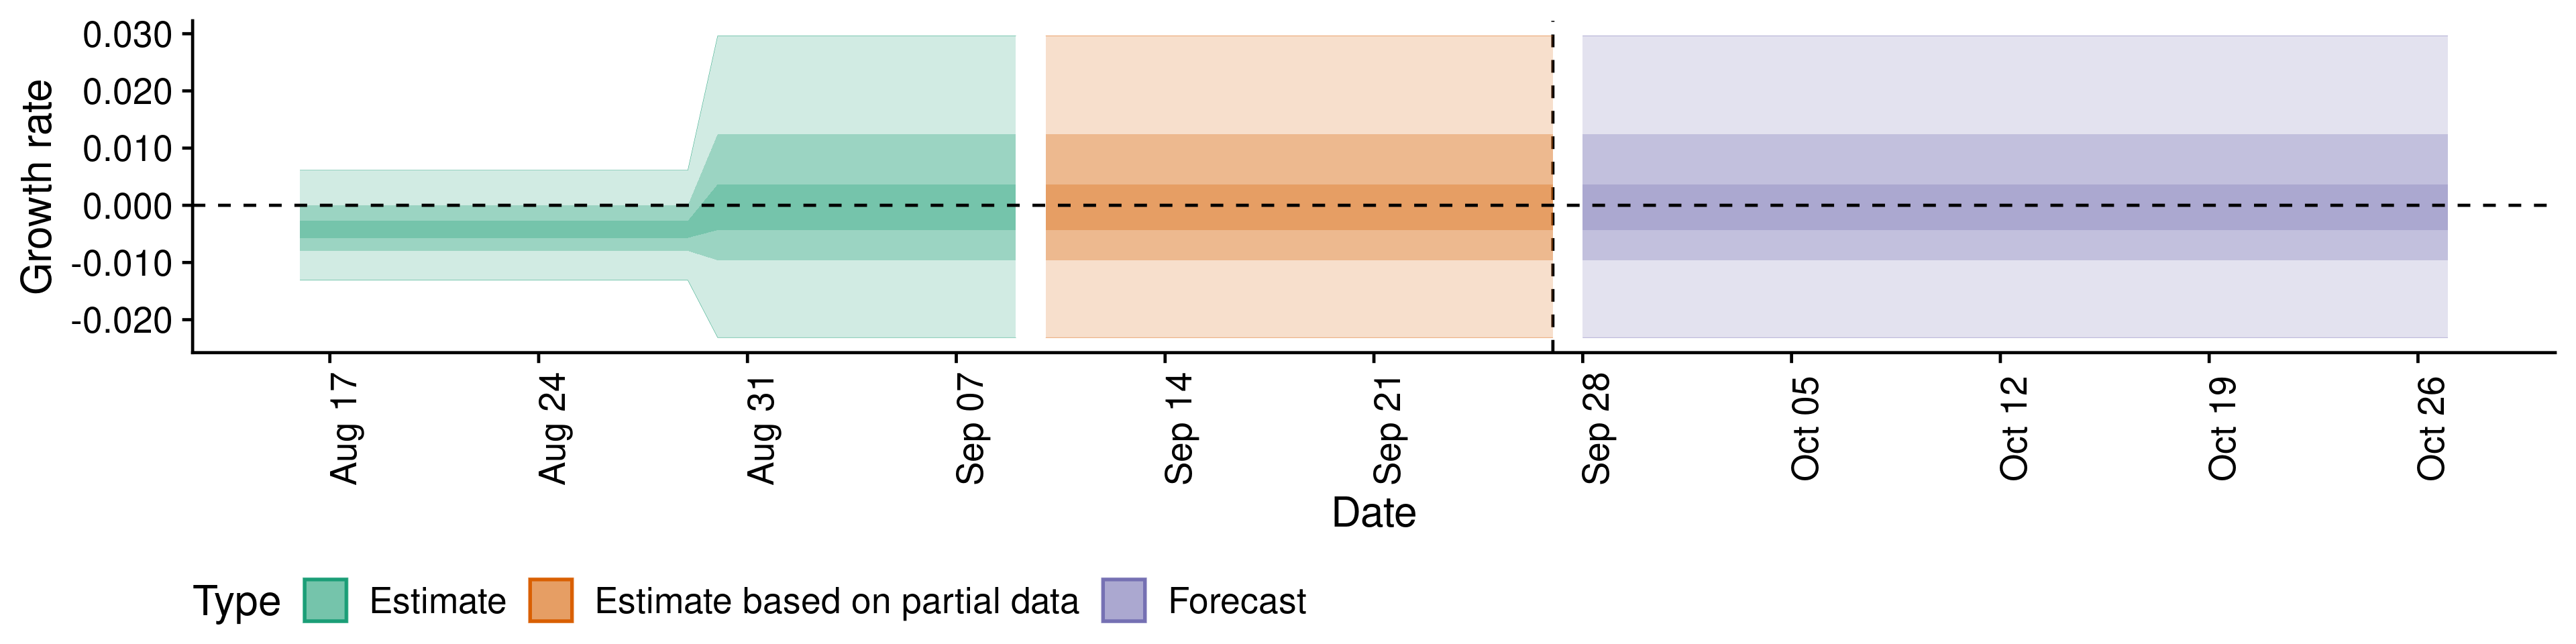 Growth rate
0.030
0.020
0.010
0.000
-0.010
-0.020
Aug 17
Aug 24
Aug 31
Sep 07
Sep 14
Sep 21
Sep 28
Oct 05
Oct 12
Oct 19
Oct 26
Date
Type Estimate Estimate based on partial data Forecast